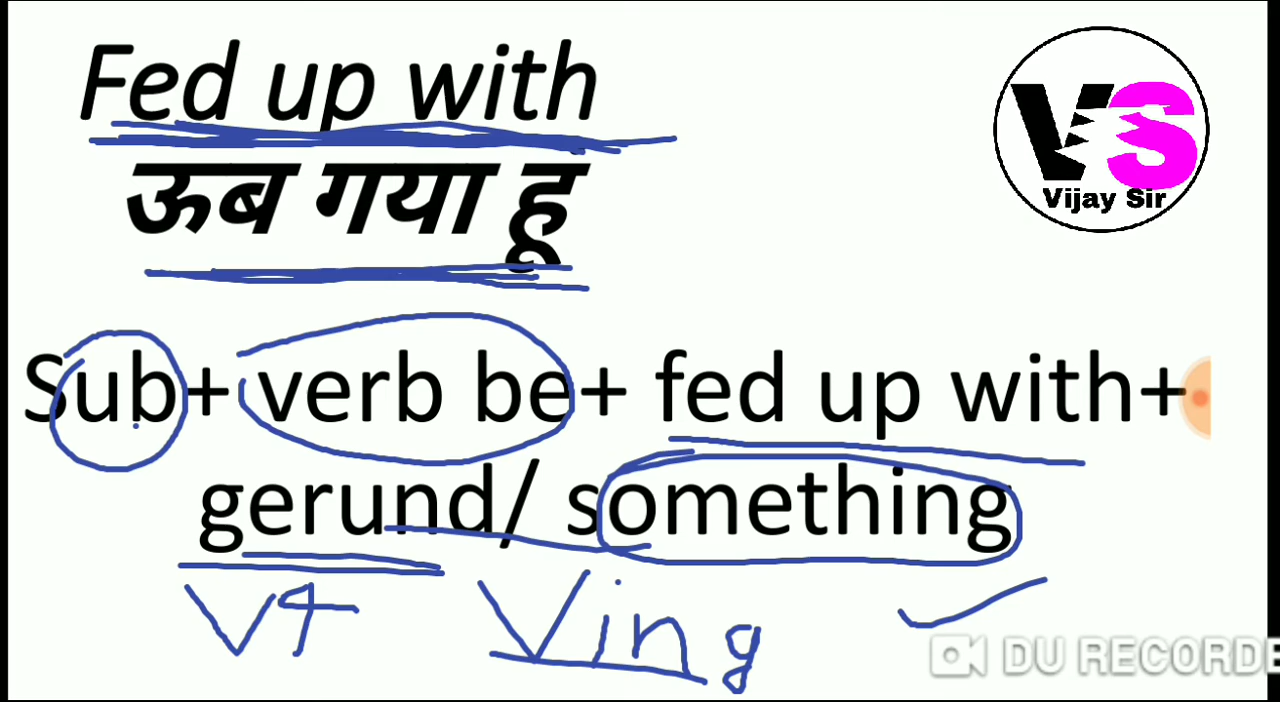 Fed up with
ऊब गया हूं
VS
Vijay Sir
Sub+ verb be+ fed up with+
gerund/ something
V4 Ving
DU RECORDE